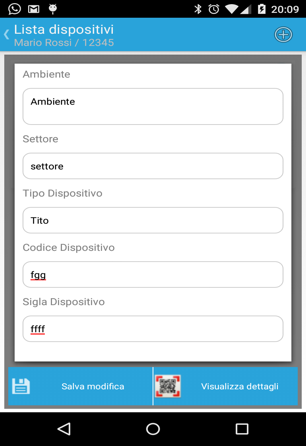 20:09
Lista dispositivi
Mario Rossi / 12345
Ambiente
Ambiente
Settore
settore
Tipo Dispositivo
Tito
Codice Dispositivo
fgg
Sigla Dispositivo
ffff
Salva modifica
Visualizza dettagli